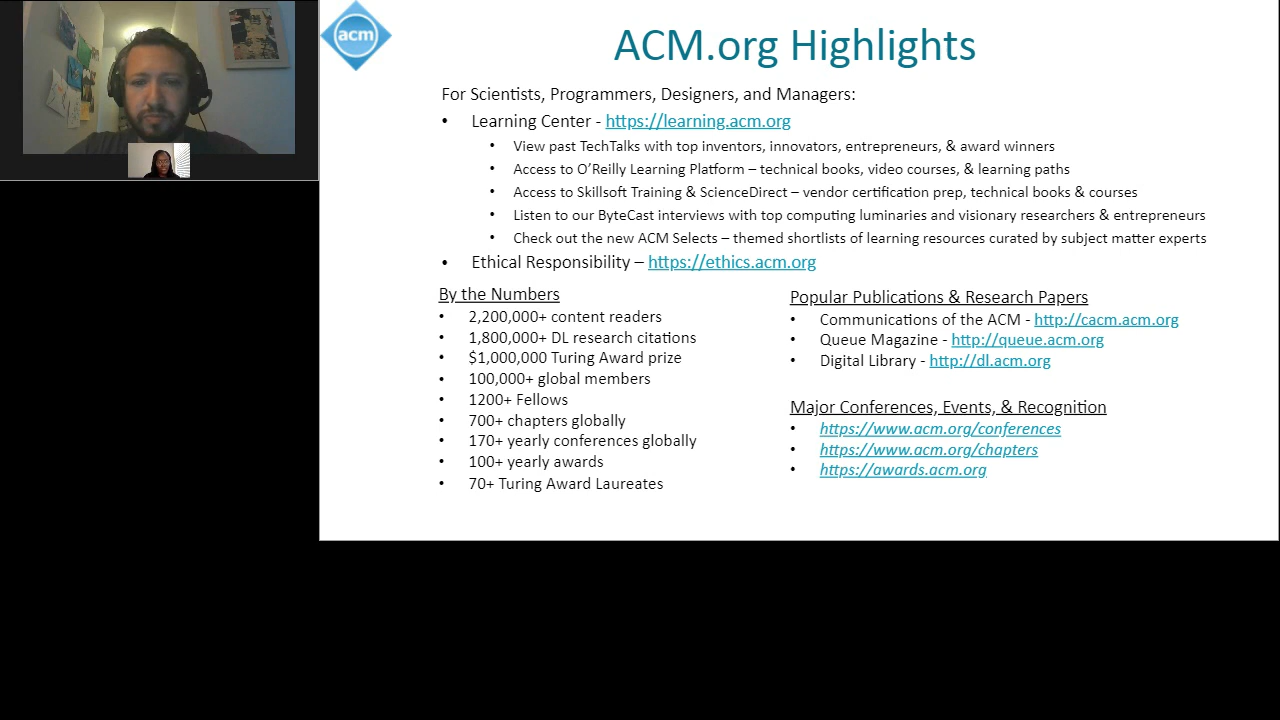 acm
ACM.org Highlights
For Scientists, Programmers, Designers, and Managers:
• Learning Center - https://learning.acm.org
• View past TechTalks with top inventors, innovators, entrepreneurs, & award winners
• Access to O’Reilly Learning Platform – technical books, video courses, & learning paths
• Access to Skillsoft Training & ScienceDirect – vendor certification prep, technical books & courses
• Listen to our ByteCast interviews with top computing luminaries and visionary researchers & entrepreneurs
• Check out the new ACM Selects – themed shortlists of learning resources curated by subject matter experts
• Ethical Responsibility – https://ethics.acm.org
By the Numbers
• 2,200,000+ content readers
• 1,800,000+ DL research citations
• $1,000,000 Turing Award prize
• 100,000+ global members
• 1200+ Fellows
• 700+ chapters globally
• 170+ yearly conferences globally
• 100+ yearly awards
• 70+ Turing Award Laureates
Popular Publications & Research Papers
• Communications of the ACM - http://cacm.acm.org
• Queue Magazine - http://queue.acm.org
• Digital Library - http://dl.acm.org
Major Conferences, Events, & Recognition
• https://www.acm.org/conferences
• https://www.acm.org/chapters
• https://awards.acm.org